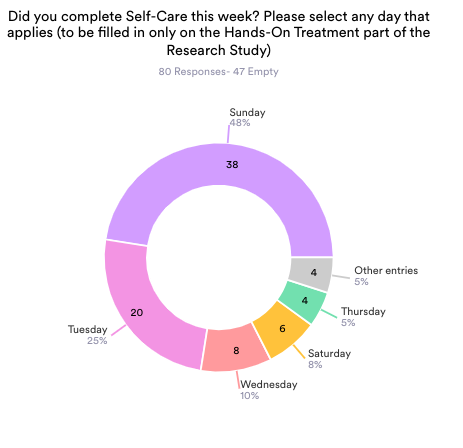 Did you complete Self-Care this week? Please select any day that
applies (to be filled in only on the Hands-On Treatment part of the
Research Study)
80 Responses- 47 Empty
Sunday
48%
38
Other entries
5%
4
Thursday
5%
4
Saturday
8%
6
Wednesday
10%
8
Tuesday
25%
20